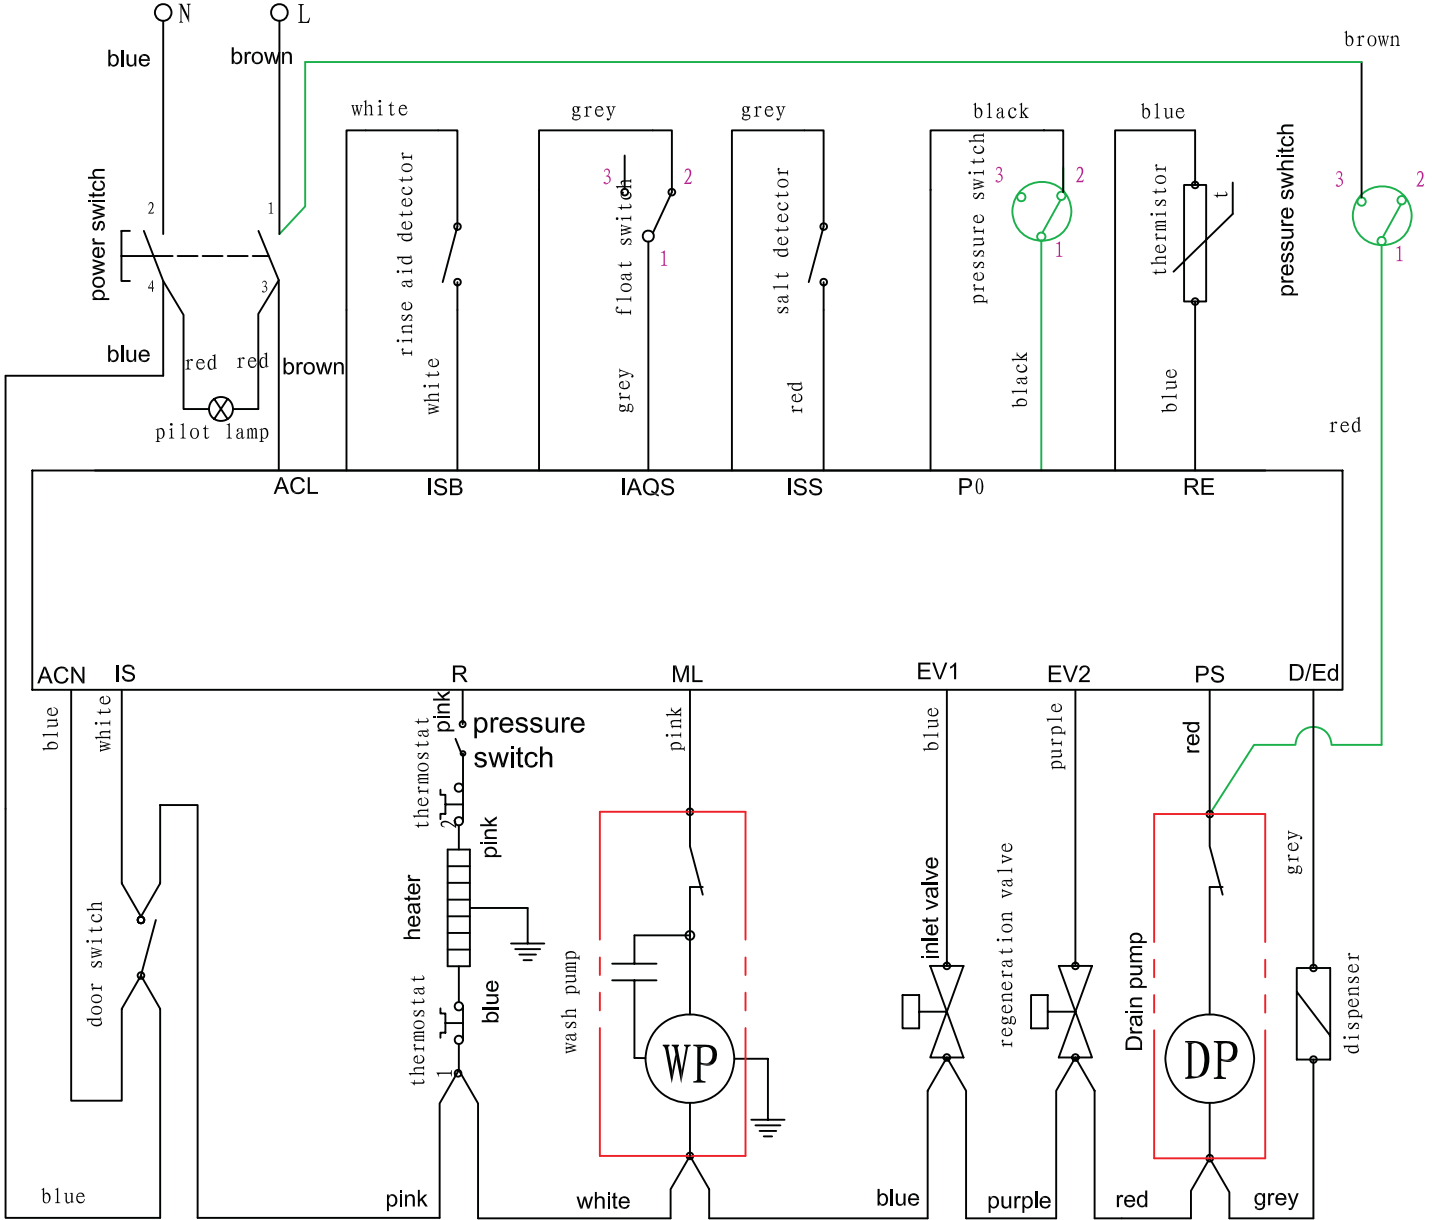 N
L
blue
brown
brown
white
grey
grey
black
blue
power switch
2
1
4
3
rinse aid detector
3
2
float switch
1
salt detector
pressure switch
3
2
1
thermistor
t
pressure swhitch
3
2
1
blue
red
red
brown
white
grey
red
black
blue
red
pilot lamp
ACL
ISB
IAQS
ISS
P0
RE
ACN
IS
R
ML
EV1
EV2
PS
D/Ed
blue
white
pink
pressure
switch
pink
blue
purple
red
thermostat
2
pink
grey
heater
door switch
blue
thermostat
1
wash pump
WP
inlet valve
regeneration valve
Drain pump
DP
dispenser
blue
pink
white
blue
purple
red
grey